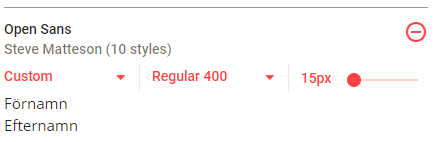 Open Sans
Steve Matteson (10 styles)
Custom Regular 400 15px
Förnamn
Efternamn